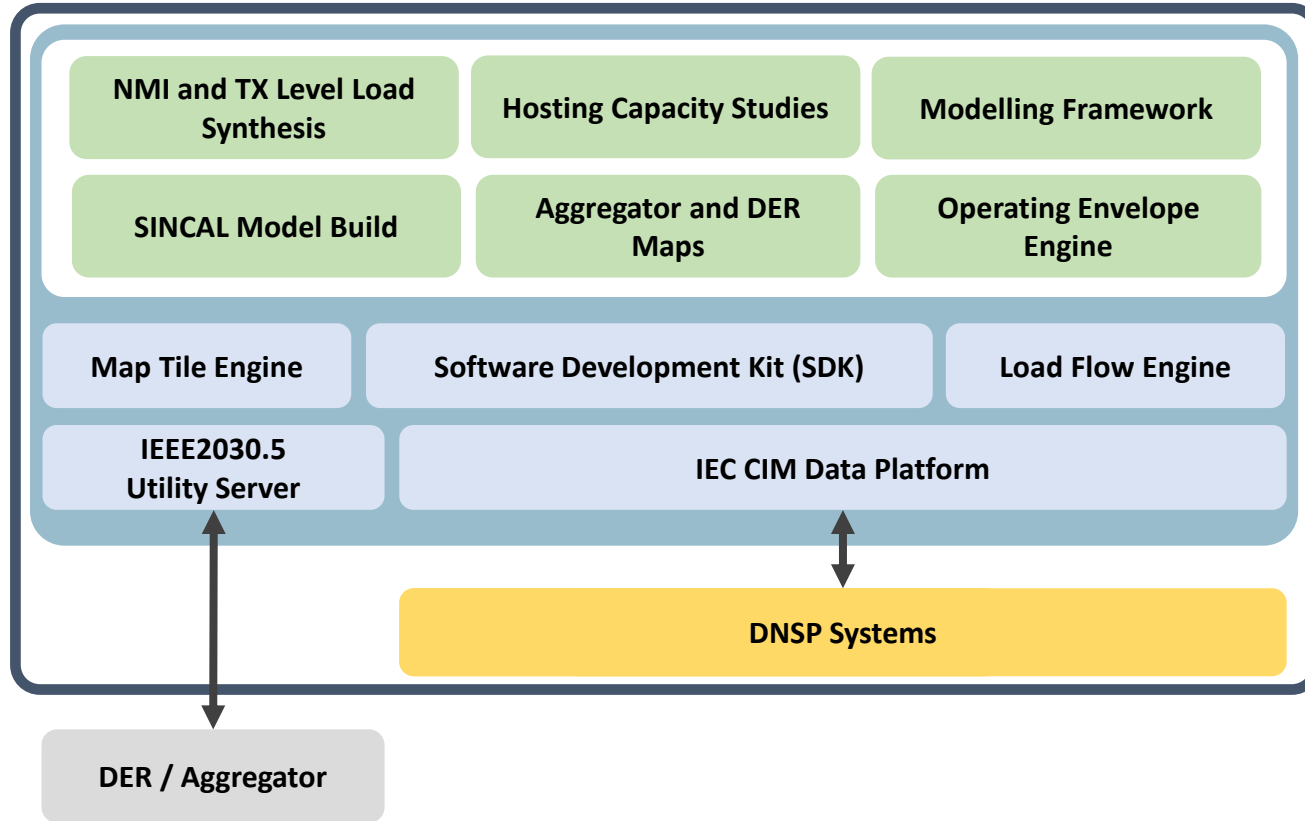 NMI and TX Level Load
Synthesis
Hosting Capacity Studies
Modelling Framework
SINCAL Model Build
Aggregator and DER
Maps
Operating Envelope
Engine
Map Tile Engine
Software Development Kit (SDK)
Load Flow Engine
IEEE2030.5
Utility Server
IEC CIM Data Platform
DNSP Systems
DER / Aggregator